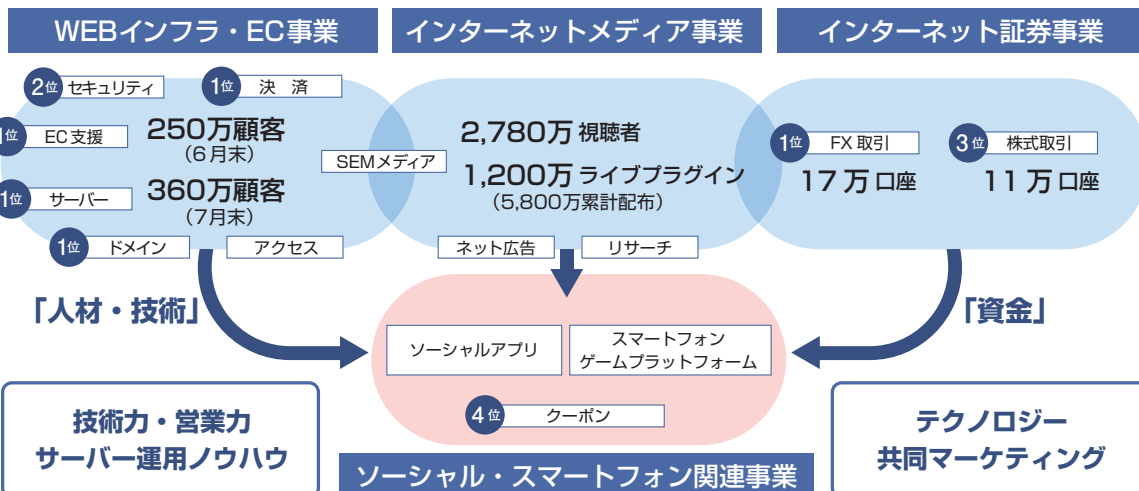 WEBインフラ・EC事業
インターネットメディア事業
インターネット証券事業
2位 セキュリティ
1位 決済
1位 EC支援
250万顧客
(6月末)
1位 サーバー
360万顧客
(7月末)
1位 ドメイン
アクセス
SEMメディア
2,780万 視聴者
1,200万 ライブプラグイン
(5,800万累計配布)
ネット広告
リサーチ
1位 FX取引
17万口座
3位 株式取引
11万口座
「人材・技術」
「資金」
ソーシャルアプリ
スマートフォン
ゲームプラットフォーム
4位 クーポン
技術力・営業力
サーバー運用ノウハウ
テクノロジー
共同マーケティング
ソーシャル・スマートフォン関連事業